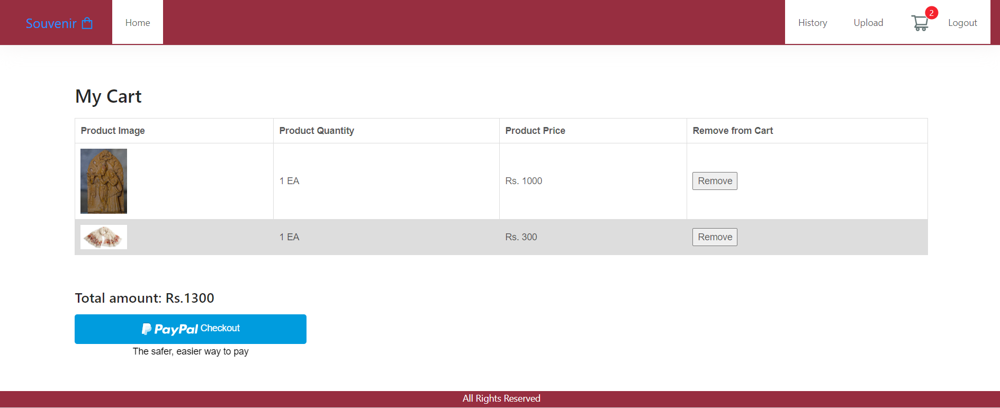 Souvenir
Home
History
Upload
2
Logout
My Cart
Product Image
Product Quantity
Product Price
Remove from Cart
1 EA
Rs. 1000
Remove
1 EA
Rs. 300
Remove
Total amount: Rs.1300
PayPal Checkout
The safer, easier way to pay
All Rights Reserved